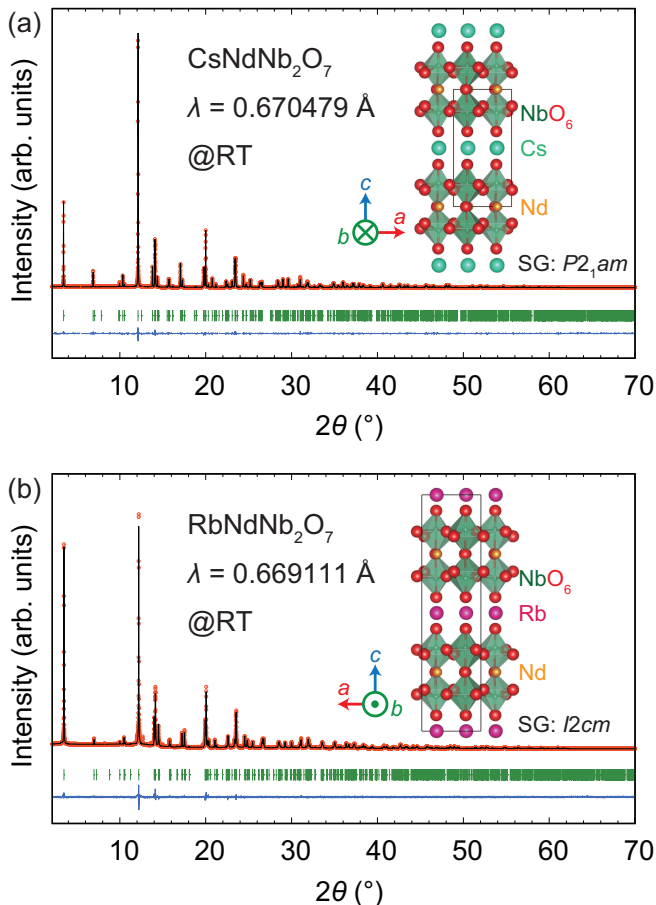 (a)
CsNdNb₂O₇
λ = 0.670479 Å
@RT
NbO₆
Cs
Nd
c
a
b
SG: P2₁am
Intensity (arb. units)
10 20 30 40 50 60 70
2θ (°)
(b)
RbNdNb₂O₇
λ = 0.669111 Å
@RT
NbO₆
Rb
Nd
c
a
b
SG: I2cm
Intensity (arb. units)
10 20 30 40 50 60 70
2θ (°)